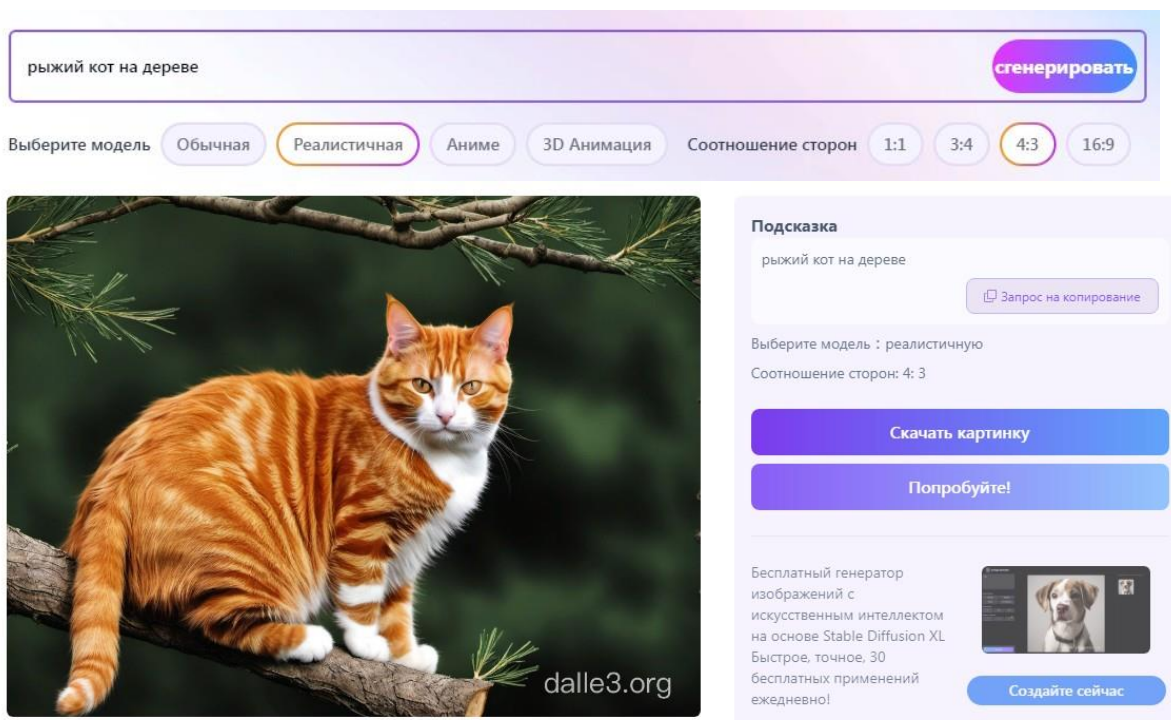 рыжий кот на дереве
сгенерировать
Выберите модель Обычная Реалистичная Аниме 3D Анимация Соотношение сторон 1:1 3:4 4:3 16:9
Подсказка
рыжий кот на дереве
Запрос на копирование
Выберите модель : реалистичную
Соотношение сторон: 4: 3
Скачать картинку
Попробуйте!
Бесплатный генератор
изображений с
искусственным интеллектом
на основе Stable Diffusion XL
Быстрое, точное, 30
бесплатных применений
ежедневно!
Создайте сейчас
dalle3.org